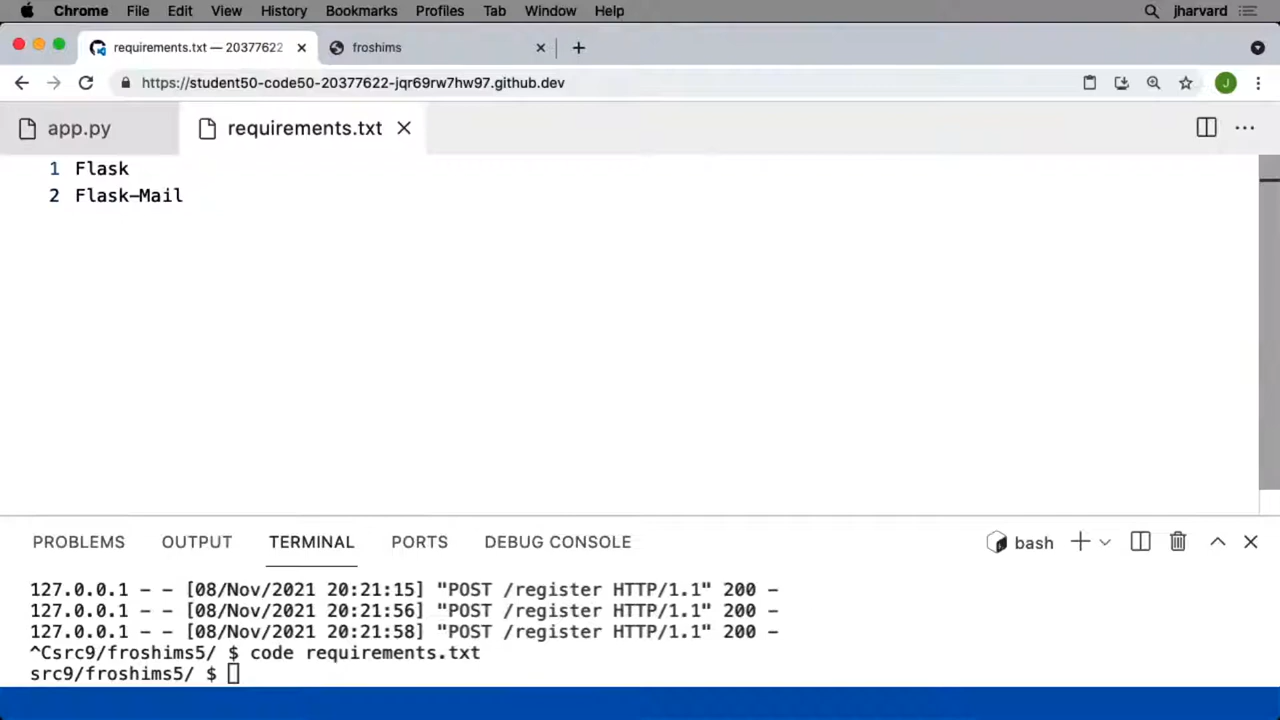 Chrome File Edit View History Bookmarks Profiles Tab Window Help jharvard
requirements.txt — 20377622 froshims
https://student50-code50-20377622-jqr69rw7hw97.github.dev J
app.py requirements.txt
1 Flask
2 Flask-Mail
PROBLEMS OUTPUT TERMINAL PORTS DEBUG CONSOLE bash
127.0.0.1 - - [08/Nov/2021 20:21:15] "POST /register HTTP/1.1" 200 -
127.0.0.1 - - [08/Nov/2021 20:21:56] "POST /register HTTP/1.1" 200 -
127.0.0.1 - - [08/Nov/2021 20:21:58] "POST /register HTTP/1.1" 200 -
^Csrc9/froshims5/ $ code requirements.txt
src9/froshims5/ $